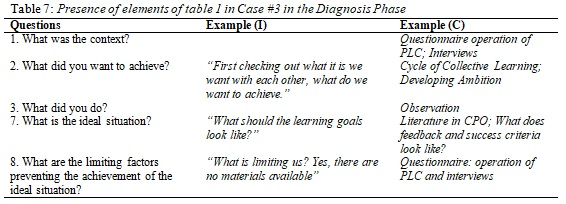 Table 7: Presence of elements of table 1 in Case #3 in the Diagnosis Phase
Questions Example (I) Example (C)
1. What was the context? Questionnaire operation of
PLC; Interviews
2. What did you want to achieve? “First checking out what it is we Cycle of Collective Learning;
want with each other, what do we Developing Ambition
want to achieve.”
3. What did you do? Observation
7. What is the ideal situation? “What should the learning goals Literature in CPO; What does
look like?” feedback and success criteria
look like?
8. What are the limiting factors “What is limiting us? Yes, there are Questionnaire: operation of
preventing the achievement of the no materials available” PLC and interviews
ideal situation?